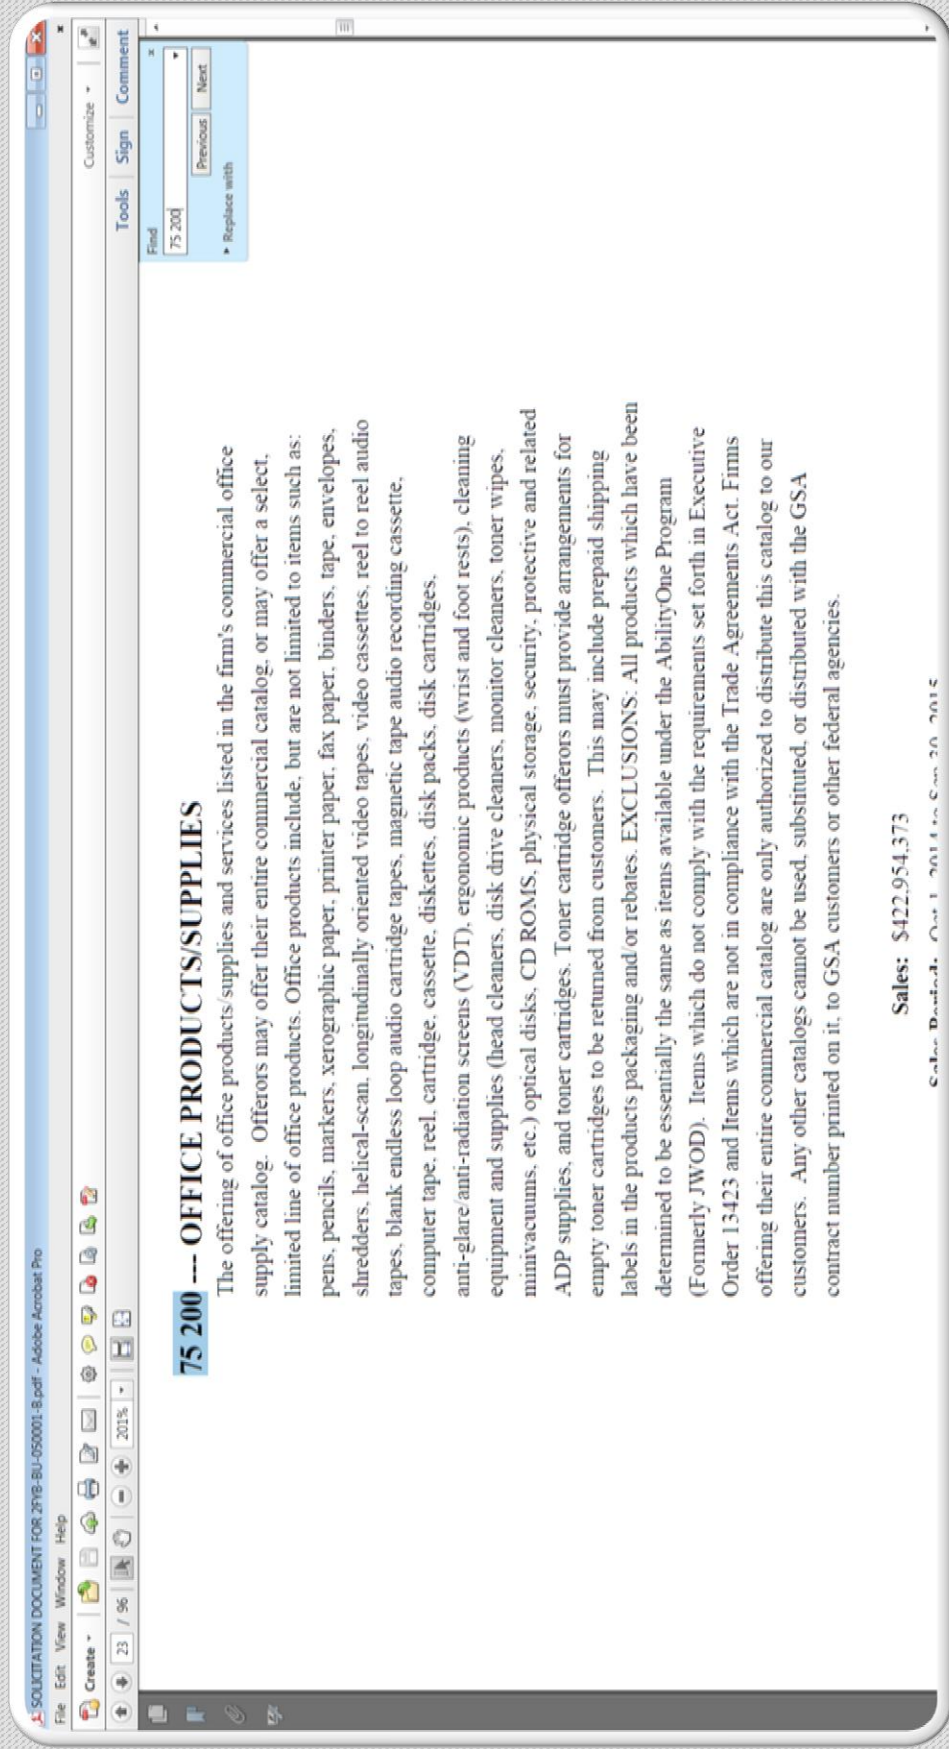 SOLICITATION DOCUMENT FOR 2FYB-BU-050001-B.pdf - Adobe Acrobat Pro
File Edit View Window Help
Create
Customize
23 / 96
201%
Tools Sign Comment
Find
75 200
Previous Next
Replace with
75 200 --- OFFICE PRODUCTS/SUPPLIES
The offering of office products/supplies and services listed in the firm's commercial office
supply catalog. Offerors may offer their entire commercial catalog, or may offer a select,
limited line of office products. Office products include, but are not limited to items such as:
pens, pencils, markers, xerographic paper, printer paper, fax paper, binders, tape, envelopes,
shredders, helical-scan, longitudinally oriented video tapes, video cassettes, reel to reel audio
tapes, blank endless loop audio cartridge tapes, magnetic tape audio recording cassette,
computer tape, reel, cartridge, cassette, diskettes, disk packs, disk cartridges,
anti-glare/anti-radiation screens (VDT), ergonomic products (wrist and foot rests), cleaning
equipment and supplies (head cleaners, disk drive cleaners, monitor cleaners, toner wipes,
minivacuums, etc.) optical disks, CD ROMS, physical storage, security, protective and related
ADP supplies, and toner cartridges. Toner cartridge offerors must provide arrangements for
empty toner cartridges to be returned from customers. This may include prepaid shipping
labels in the products packaging and/or rebates. EXCLUSIONS: All products which have been
determined to be essentially the same as items available under the AbilityOne Program
(Formerly JWOD). Items which do not comply with the requirements set forth in Executive
Order 13423 and Items which are not in compliance with the Trade Agreements Act. Firms
offering their entire commercial catalog are only authorized to distribute this catalog to our
customers. Any other catalogs cannot be used, substituted, or distributed with the GSA
contract number printed on it, to GSA customers or other federal agencies.
Sales: $422,954,373
Sales Period: Oct 1, 2014 to Sep 30, 2015